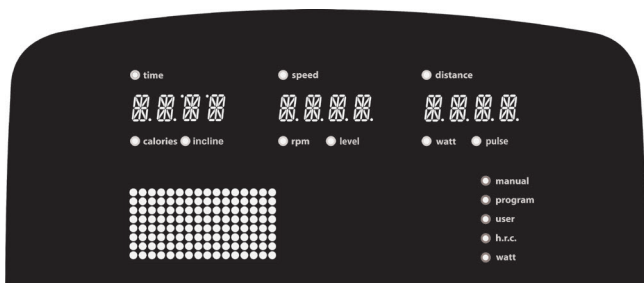 time speed distance
calories incline rpm level watt pulse
manual
program
user
h.r.c.
watt